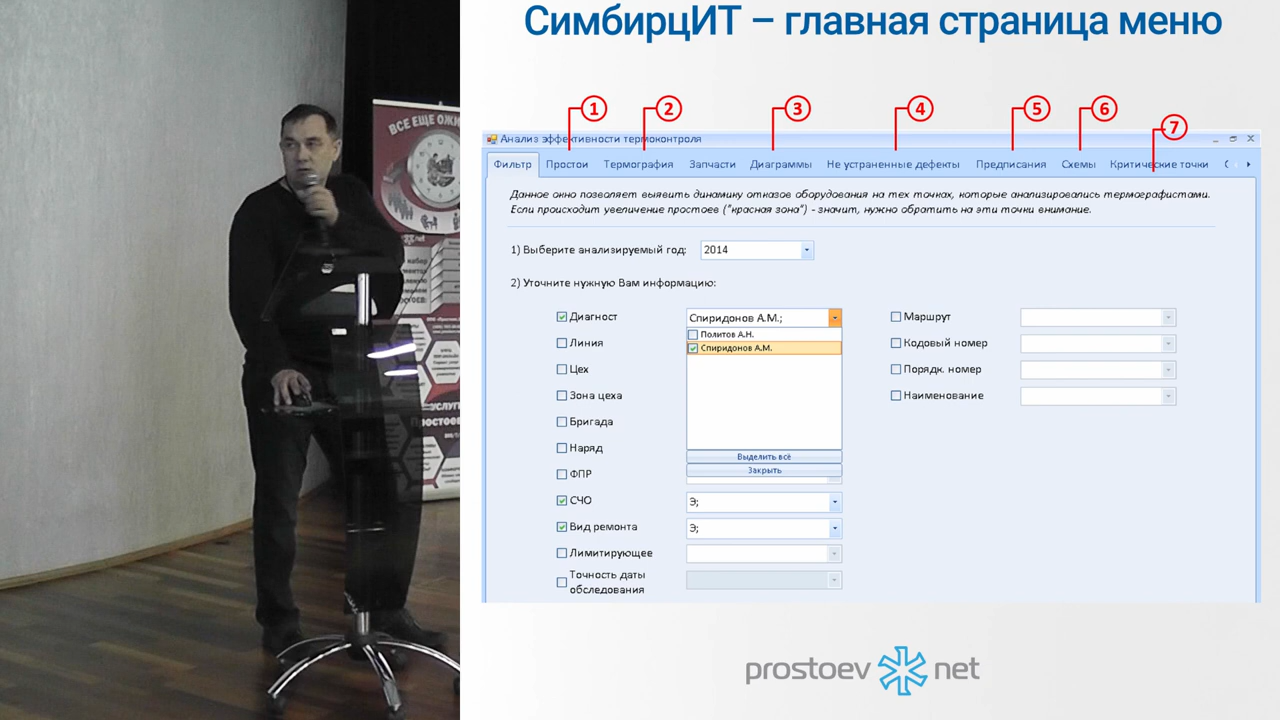 СимбирцИТ – главная страница меню
1 2 3 4 5 6 7
Анализ эффективности термоконтроля
Фильтр Простои Термография Запчасти Диаграммы Не устраненные дефекты Предписания Схемы Критические точки
Данное окно позволяет выявить динамику отказов оборудования на тех точках, которые анализировались термографистами.
Если происходит увеличение простоев ("красная зона") - значит, нужно обратить на эти точки внимание.
1) Выберите анализируемый год: 2014
2) Уточните нужную Вам информацию:
Диагност Спиридонов А.М.; Маршрут
Политов А.Н.
Спиридонов А.М.
Линия Кодовый номер
Цех Порядк. номер
Зона цеха Наименование
Бригада
Наряд
Выделить всё
Закрыть
ФПР
СЧО Э;
Вид ремонта Э;
Лимитирующее
Точность даты
обследования
prostoev net
ВСЕ ЕЩЕ
net
УСЛУГ